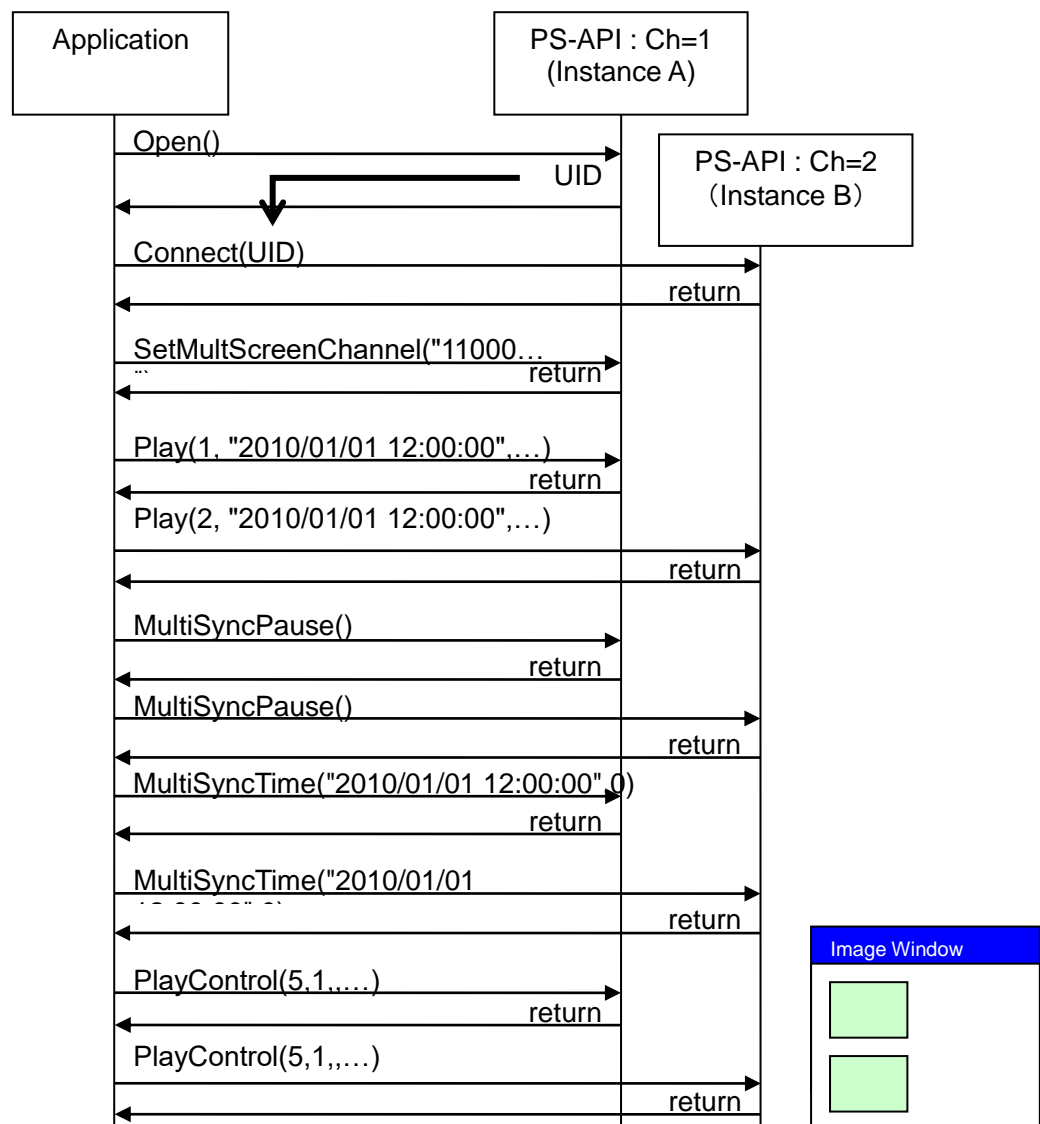 Application
PS-API : Ch=1
(Instance A)
Open()
PS-API : Ch=2
（Instance B）
UID
Connect(UID)
return
SetMultScreenChannel("11000…
return
Play(1, "2010/01/01 12:00:00",…)
return
Play(2, "2010/01/01 12:00:00",…)
return
MultiSyncPause()
return
MultiSyncPause()
return
MultiSyncTime("2010/01/01 12:00:00",0)
return
MultiSyncTime("2010/01/01
return
Image Window
PlayControl(5,1,,…)
return
PlayControl(5,1,,…)
return